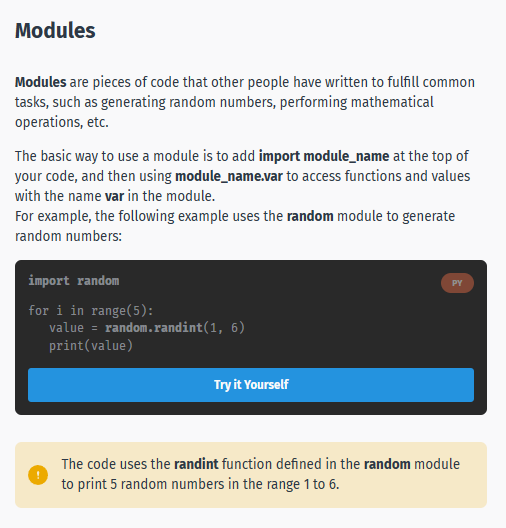 Modules
Modules are pieces of code that other people have written to fulfill common
tasks, such as generating random numbers, performing mathematical
operations, etc.
The basic way to use a module is to add import module_name at the top of
your code, and then using module_name.var to access functions and values
with the name var in the module.
For example, the following example uses the random module to generate
random numbers:
import random
PY
for i in range(5):
   value = random.randint(1, 6)
   print(value)
Try it Yourself
!
The code uses the randint function defined in the random module
to print 5 random numbers in the range 1 to 6.